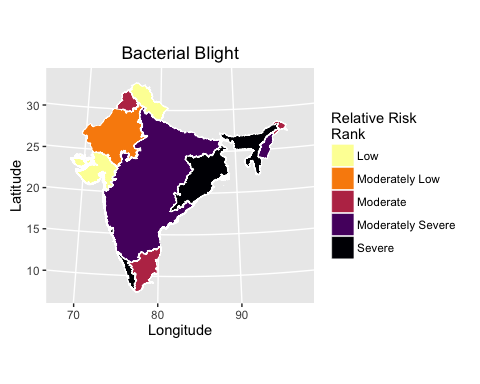 Bacterial Blight
Latitude
30
25
20
15
10
70
80
90
Longitude
Relative Risk
Rank
Low
Moderately Low
Moderate
Moderately Severe
Severe